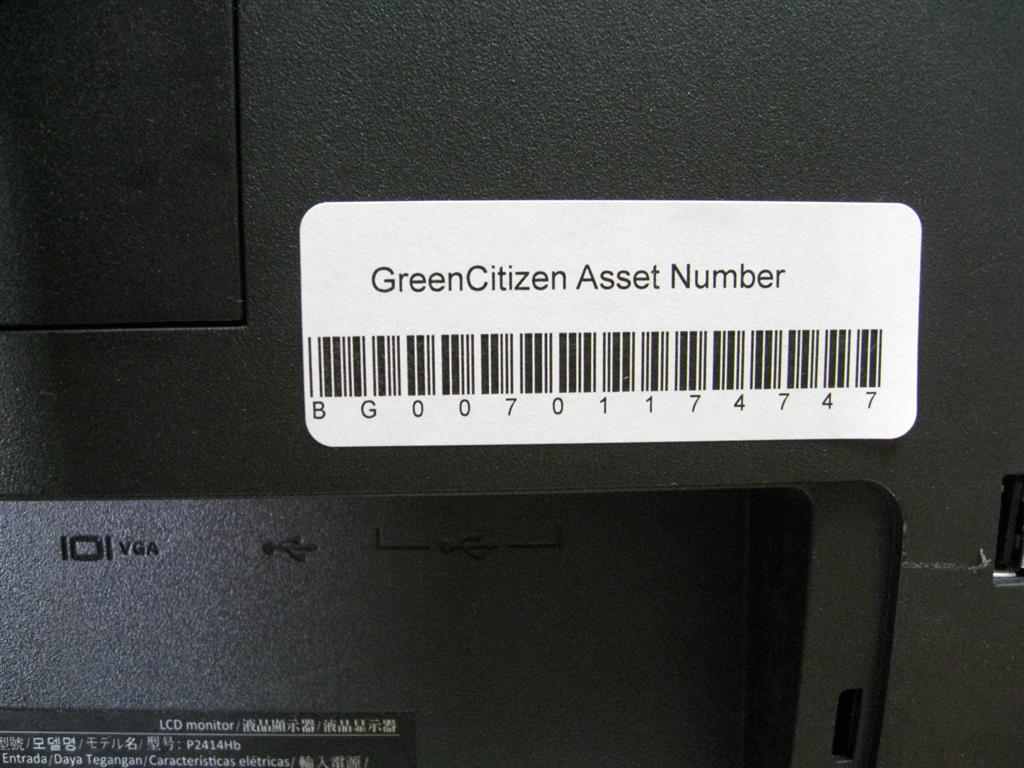 GreenCitizen Asset Number
B G 0 0 7 0 1 1 7 4 7 4 7
VGA
LCD monitor/液晶顯示器/液晶显示器
型號/모델명/モデル名/型号: P2414Hb
Entrada/Daya Tegangan/Características elétricas/輸入電源/